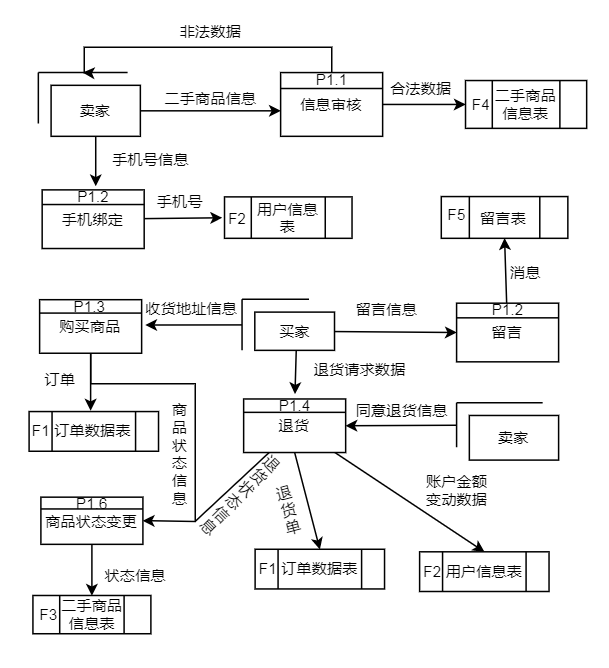 非法数据
P1.1
卖家
二手商品信息
信息审核
合法数据
F4
二手商品
信息表
手机号信息
P1.2
手机绑定
手机号
F2
用户信息
表
F5
留言表
消息
P1.3
购买商品
收货地址信息
买家
留言信息
P1.2
留言
退货请求数据
订单
商品状态信息
P1.4
退货
同意退货信息
卖家
F1
订单数据表
退货状态信息
退货单
账户金额
变动数据
P1.6
商品状态变更
F1
订单数据表
F2
用户信息表
状态信息
F3
二手商品
信息表